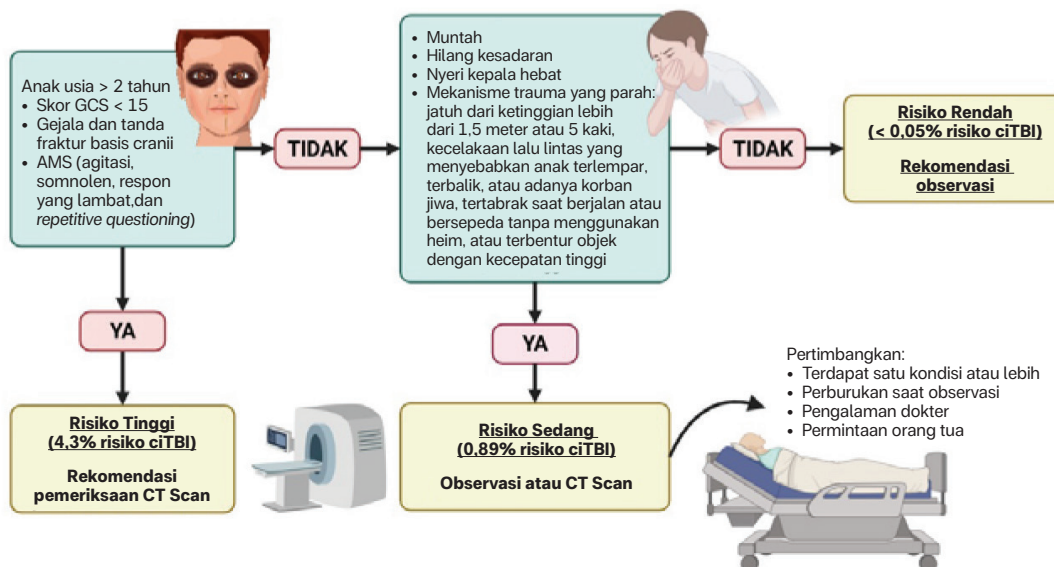 Anak usia > 2 tahun
• Skor GCS < 15
• Gejala dan tanda
fraktur basis cranii
• AMS (agitasi,
somnolen, respon
yang lambat,dan
repetitive questioning)
TIDAK
• Muntah
• Hilang kesadaran
• Nyeri kepala hebat
• Mekanisme trauma yang parah:
jatuh dari ketinggian lebih
dari 1,5 meter atau 5 kaki,
kecelakaan lalu lintas yang
menyebabkan anak terlempar,
terbalik, atau adanya korban
jiwa, tertabrak saat berjalan atau
bersepeda tanpa menggunakan
heim, atau terbentur objek
dengan kecepatan tinggi
TIDAK
Risiko Rendah
(< 0,05% risiko ciTBI)
Rekomendasi
observasi
YA
Risiko Tinggi
(4,3% risiko ciTBI)
Rekomendasi
pemeriksaan CT Scan
YA
Risiko Sedang
(0,89% risiko ciTBI)
Observasi atau CT Scan
Pertimbangkan:
• Terdapat satu kondisi atau lebih
• Perburukan saat observasi
• Pengalaman dokter
• Permintaan orang tua